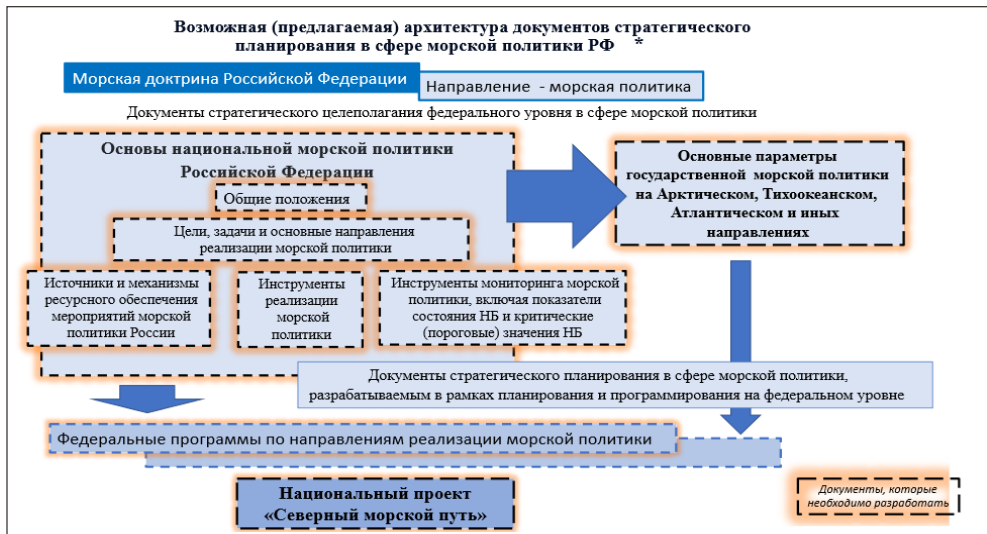 Возможная (предлагаемая) архитектура документов стратегического
планирования в сфере морской политики РФ *
Морская доктрина Российской Федерации
Направление - морская политика
Документы стратегического целеполагания федерального уровня в сфере морской политики
Основы национальной морской политики
Российской Федерации
Общие положения
Цели, задачи и основные направления
реализации морской политики
Источники и механизмы
ресурсного обеспечения
мероприятий морской
политики России
Инструменты
реализации
морской
политики
Инструменты мониторинга морской
политики, включая показатели
состояния НБ и критические
(пороговые) значения НБ
Основные параметры
государственной морской политики
на Арктическом, Тихоокеанском,
Атлантическом и иных
направлениях
Документы стратегического планирования в сфере морской политики,
разрабатываемым в рамках планирования и программирования на федеральном уровне
Федеральные программы по направлениям реализации морской политики
Национальный проект
«Северный морской путь»
Документы, которые
необходимо разработать